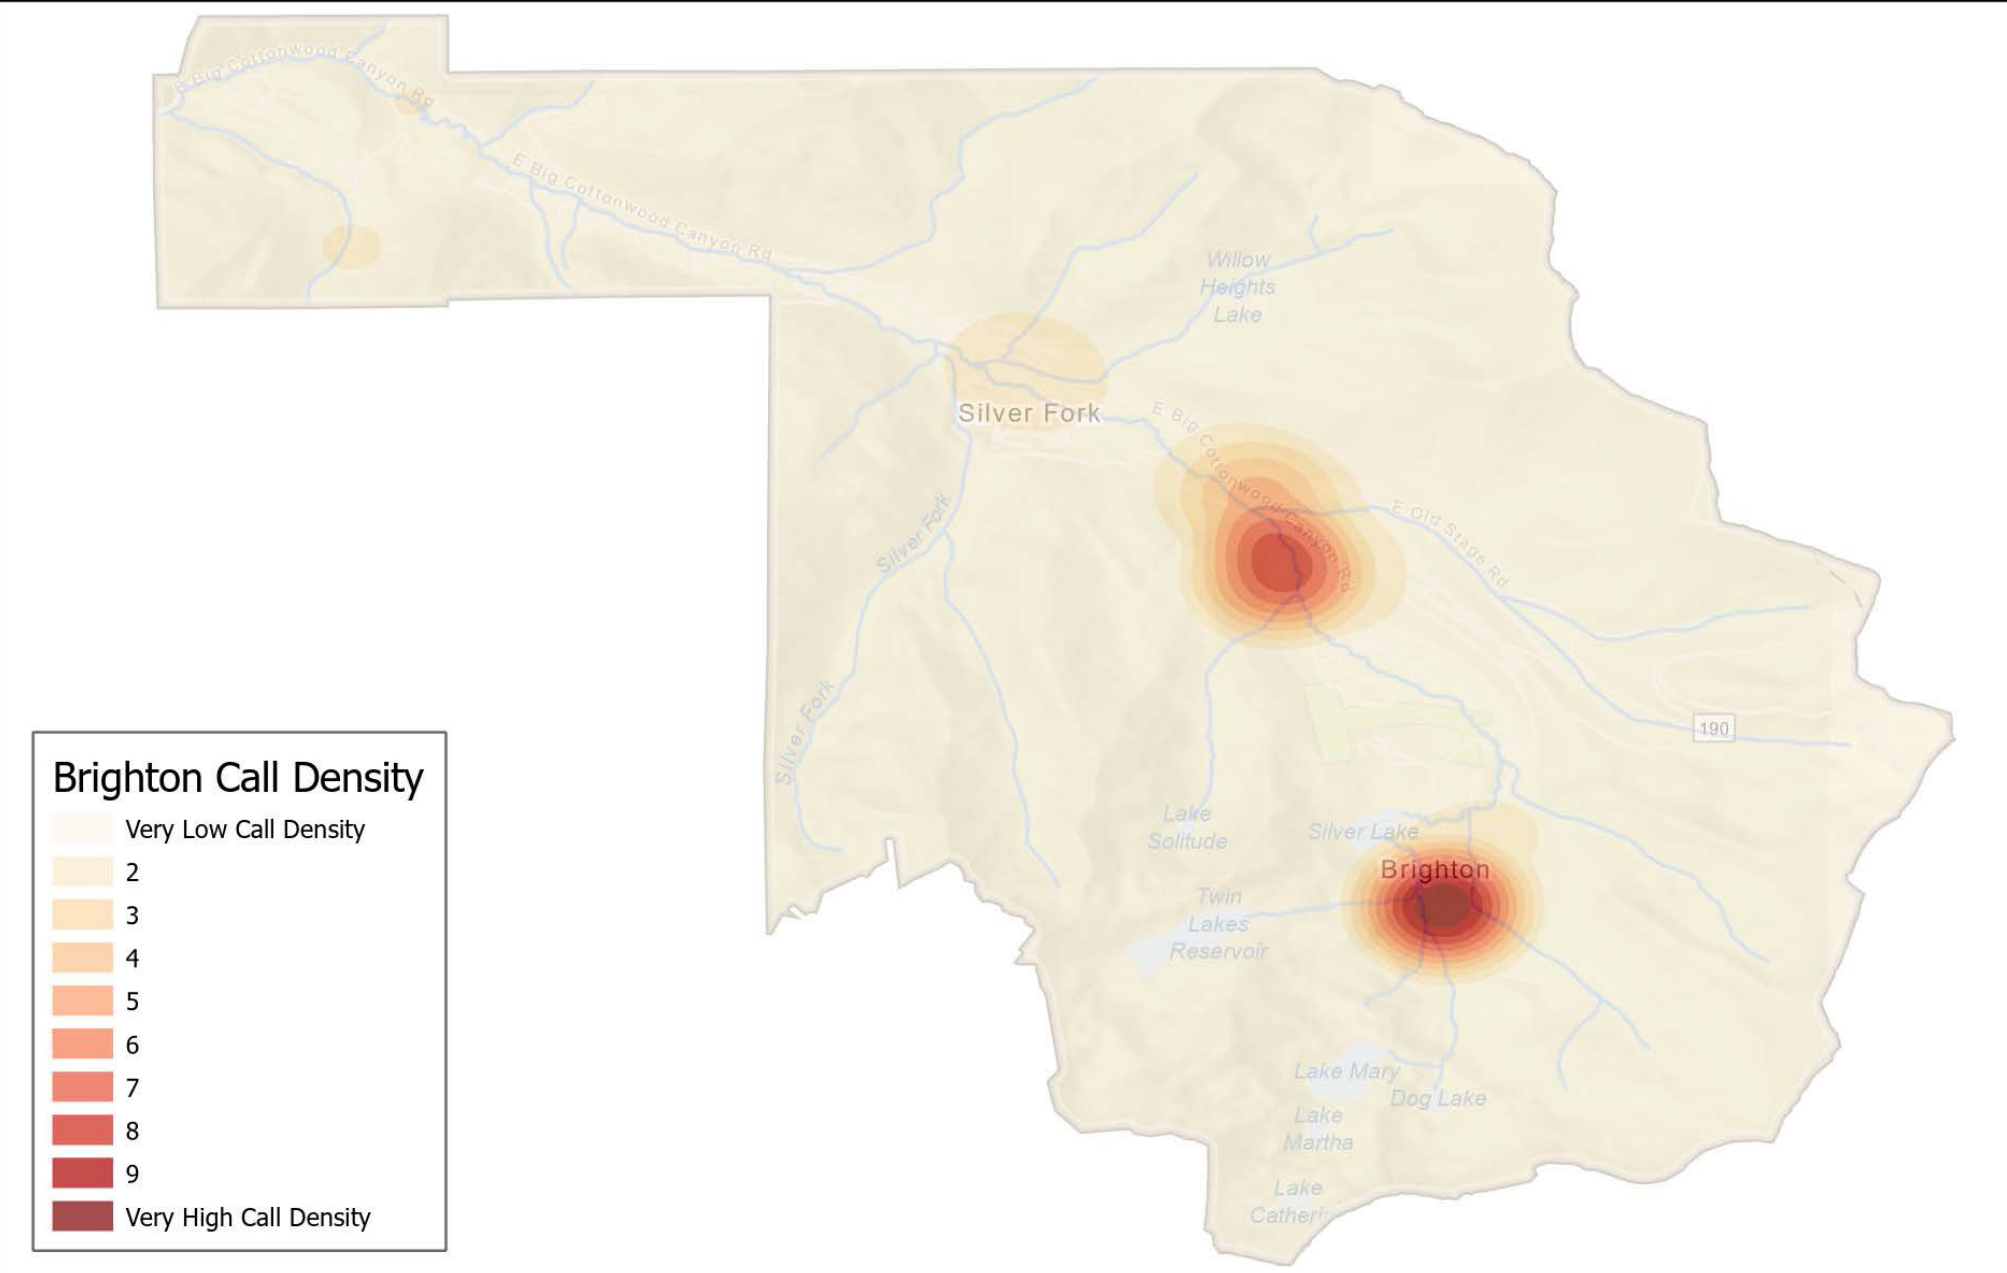 E Big Cottonwood Canyon Rd
E Big Cottonwood Canyon Rd
Willow
Heights
Lake
Silver Fork
E Big Cottonwood Canyon Rd
E Old Stage Rd
Silver Fork
Silver Fork
190
Lake
Solitude
Silver Lake
Brighton
Twin
Lakes
Reservoir
Lake Mary
Dog Lake
Lake
Martha
Lake
Catherin
Brighton Call Density
Very Low Call Density
2
3
4
5
6
7
8
9
Very High Call Density